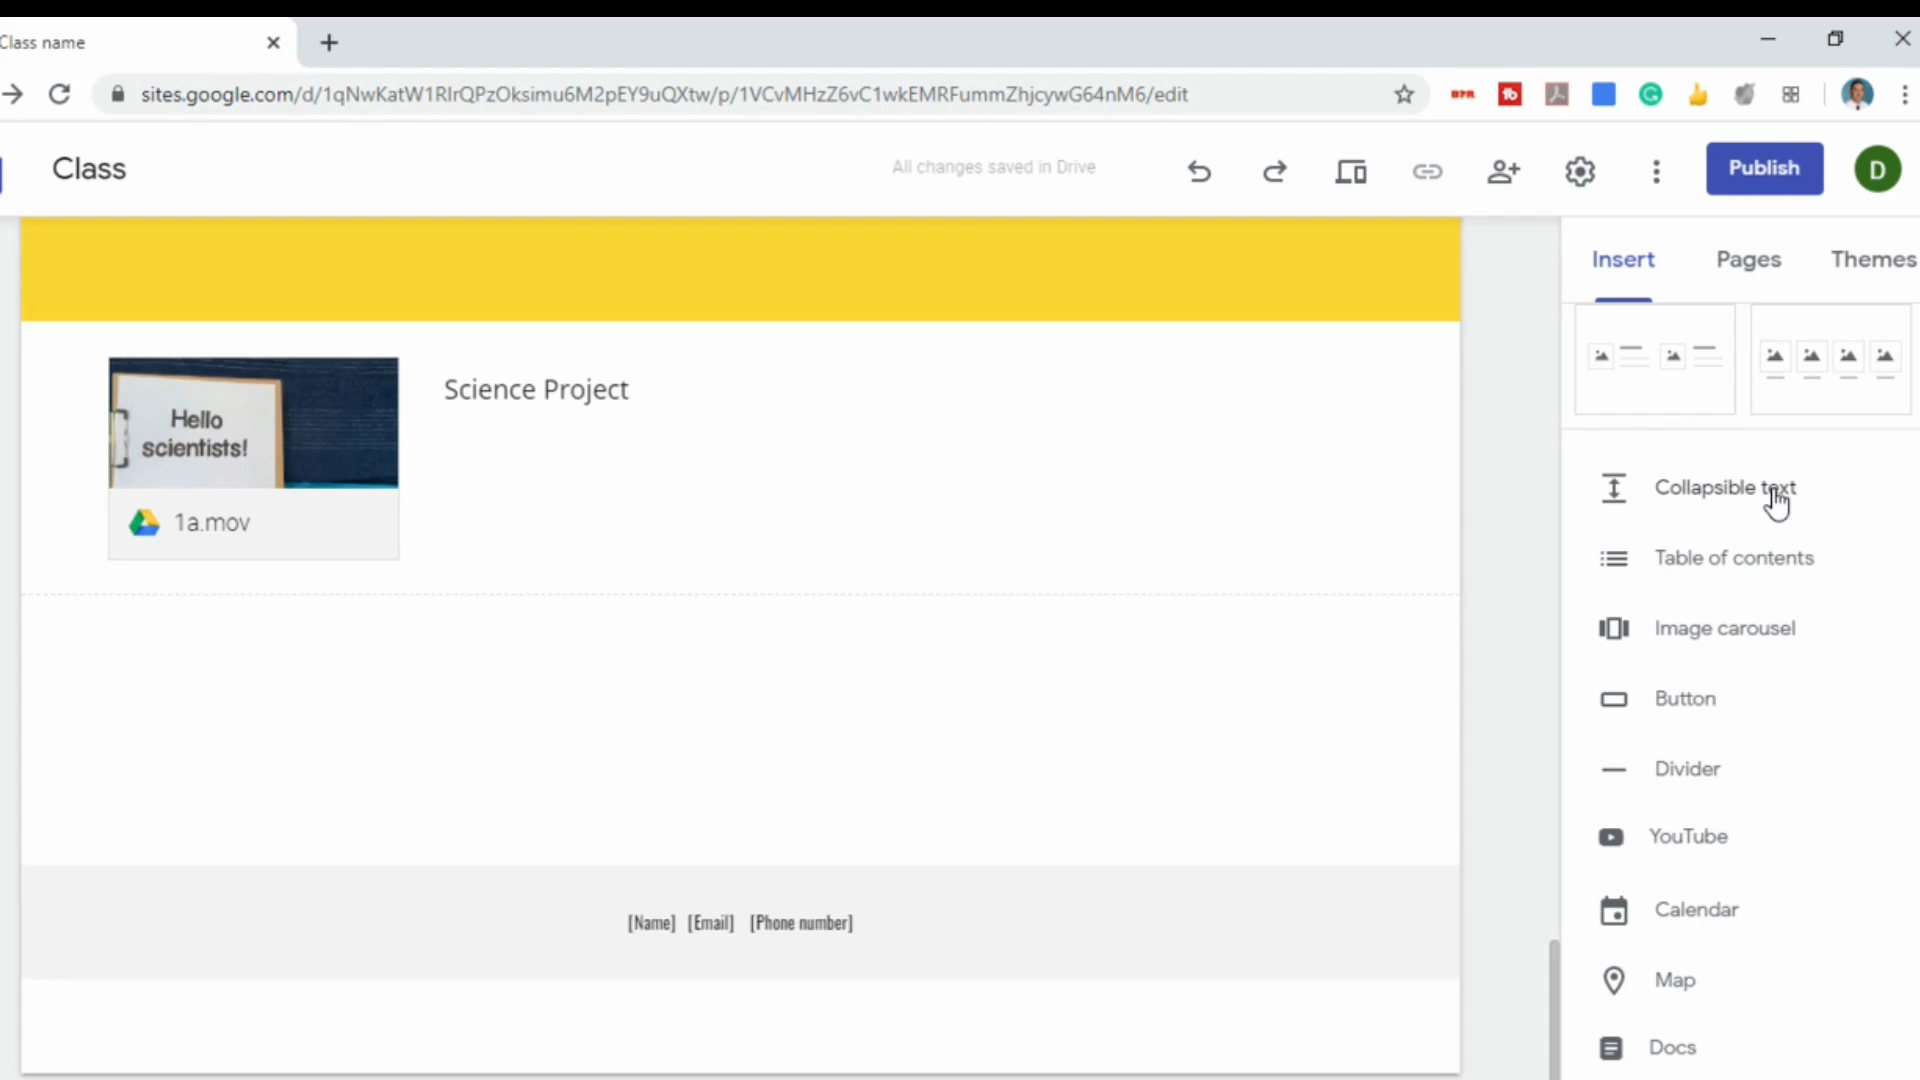 Class name
sites.google.com/d/1qNwKatW1RIrQPzOksimu6M2pEY9uQXtw/p/1VCvMHzZ6vC1wkEMRFummZhjcywG64nM6/edit
Class
All changes saved in Drive
Publish
D
Insert
Pages
Themes
Hello
scientists!
1a.mov
Science Project
Collapsible text
Table of contents
Image carousel
Button
Divider
YouTube
Calendar
Map
Docs
[Name] [Email] [Phone number]